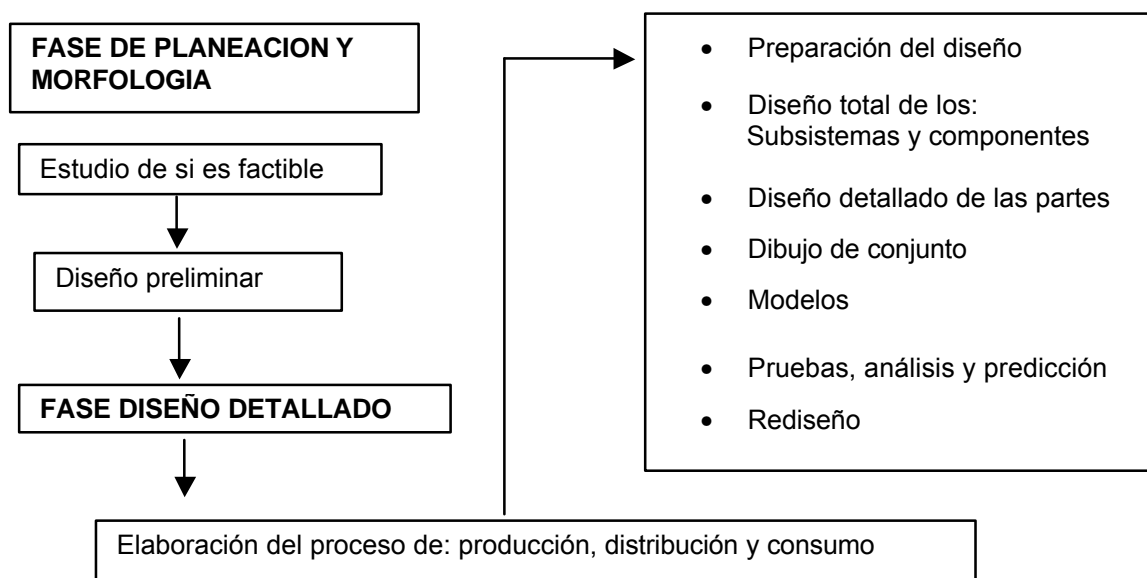 FASE DE PLANEACION Y
MORFOLOGIA
Estudio de si es factible
Diseño preliminar
FASE DISEÑO DETALLADO
Elaboración del proceso de: producción, distribución y consumo
• Preparación del diseño
• Diseño total de los:
Subsistemas y componentes
• Diseño detallado de las partes
• Dibujo de conjunto
• Modelos
• Pruebas, análisis y predicción
• Rediseño